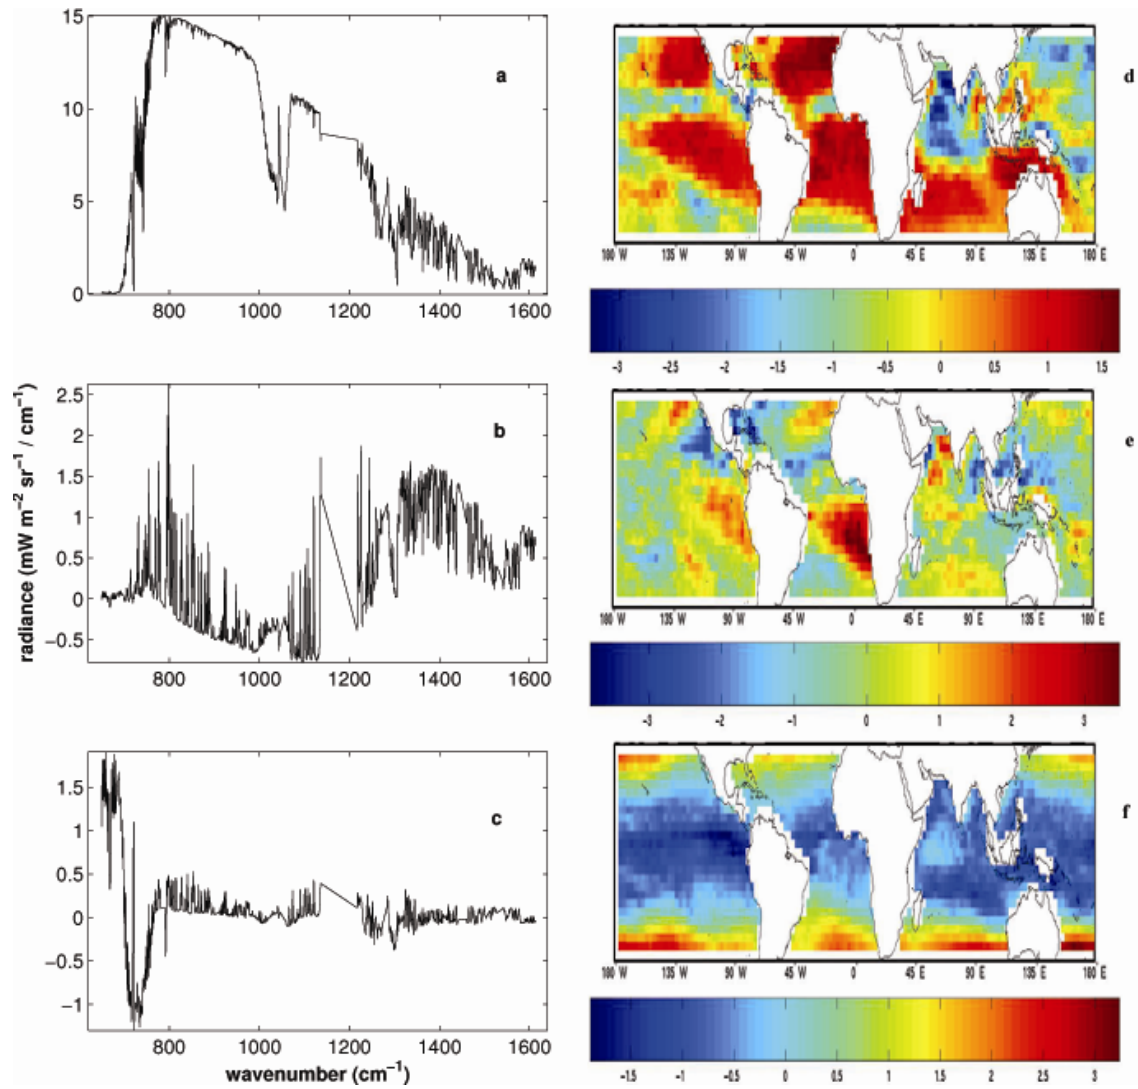 15
10
5
0
a
800 1000 1200 1400 1600
2.5
2
1.5
1
0.5
0
−0.5
b
800 1000 1200 1400 1600
1.5
1
0.5
0
−0.5
−1
c
800 1000 1200 1400 1600
radiance (mW m⁻² sr⁻¹ / cm⁻¹)
wavenumber (cm⁻¹)
d
180 W 135 W 90 W 45 W 0 45 E 90 E 135 E 180 E
-3 -2.5 -2 -1.5 -1 -0.5 0 0.5 1 1.5
e
180 W 135 W 90 W 45 W 0 45 E 90 E 135 E 180 E
-3 -2 -1 0 1 2 3
f
180 W 135 W 90 W 45 W 0 45 E 90 E 135 E 180 E
-1.5 -1 -0.5 0 0.5 1 1.5 2 2.5 3